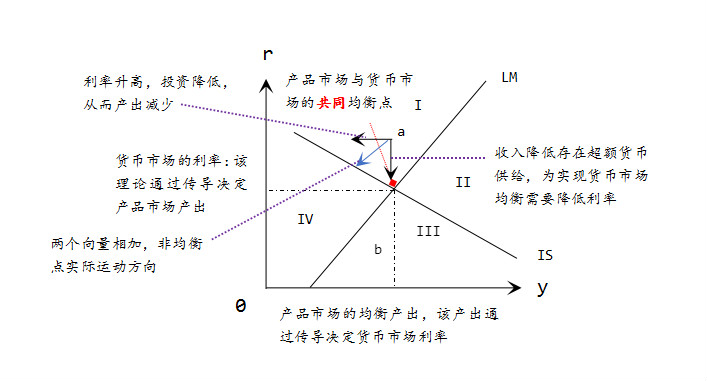 r
利率升高，投资降低，
从而产出减少
产品市场与货币市
场的共同均衡点
I
LM
a
货币市场的利率：该
理论通过传导决定
产品市场产出
收入降低存在超额货币
供给，为实现货币市场
均衡需要降低利率
II
IV
III
两个向量相加，非均衡
点实际运动方向
b
IS
0
y
产品市场的均衡产出，该产出通
过传导决定货币市场利率